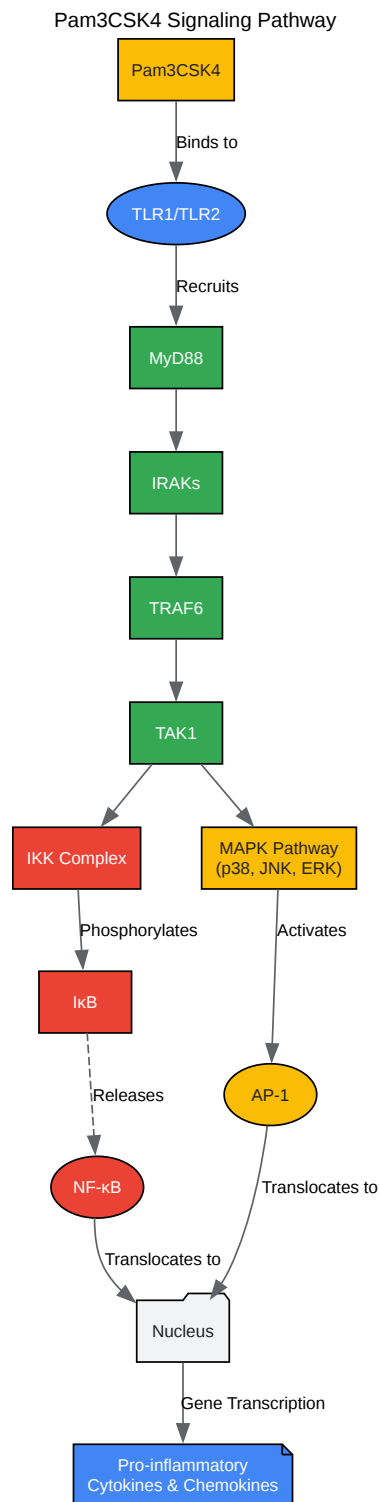 Pam3CSK4 Signaling Pathway
Pam3CSK4
Binds to
TLR1/TLR2
Recruits
MyD88
IRAKs
TRAF6
TAK1
IKK Complex
MAPK Pathway
(p38, JNK, ERK)
Phosphorylates
Activates
IκB
Releases
AP-1
NF-κB
Translocates to
Translocates to
Nucleus
Gene Transcription
Pro-inflammatory
Cytokines & Chemokines